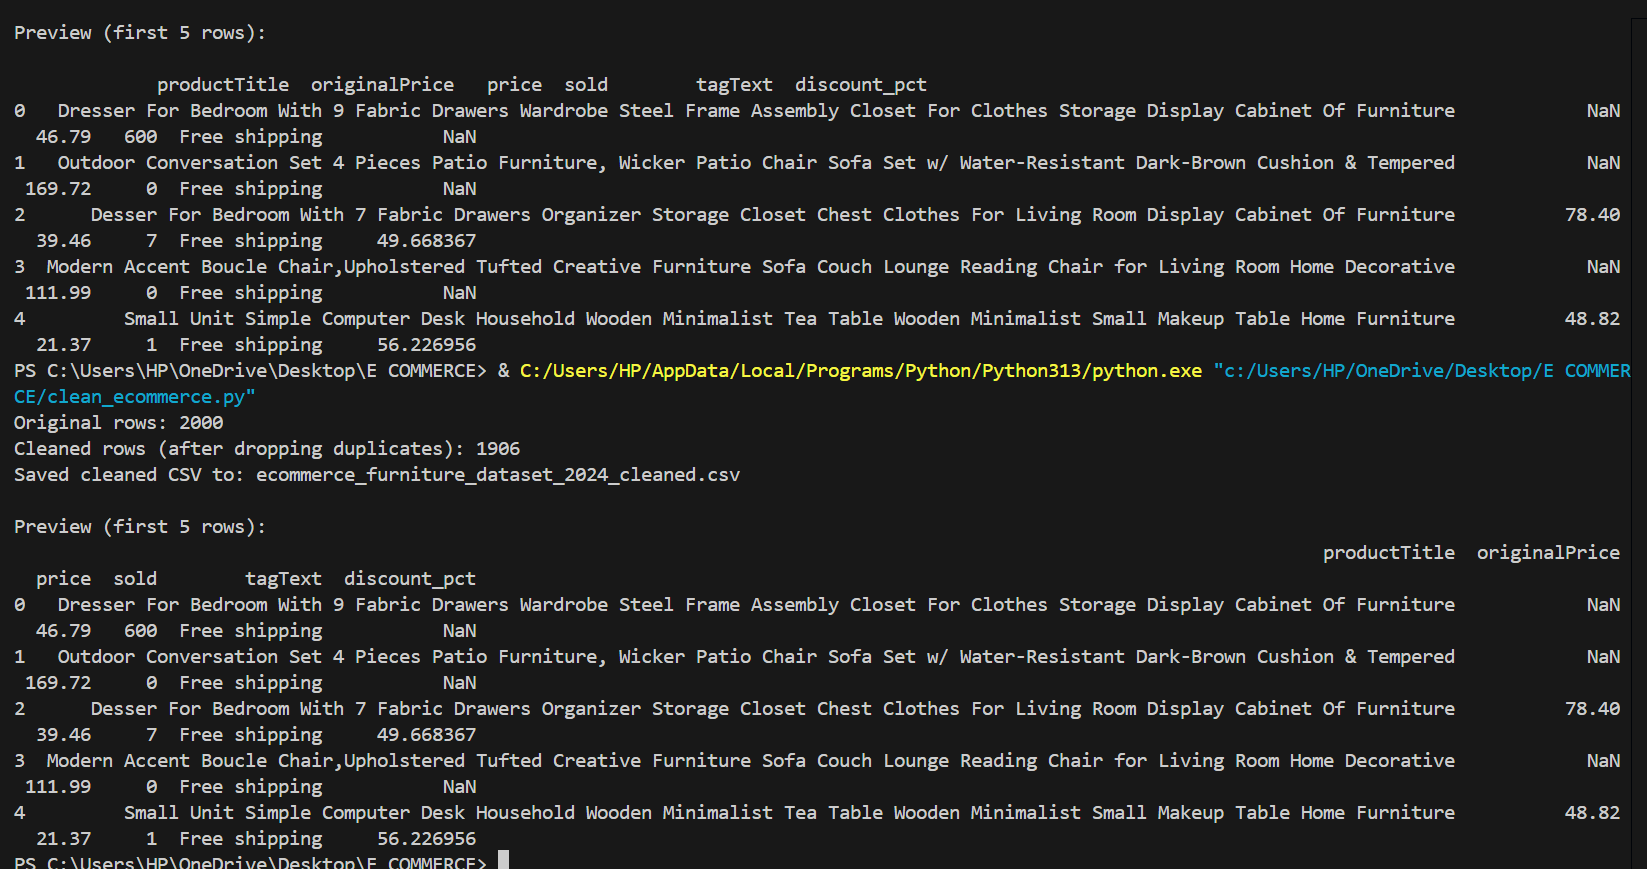 Preview (first 5 rows):
productTitle originalPrice price sold tagText discount_pct
0 Dresser For Bedroom With 9 Fabric Drawers Wardrobe Steel Frame Assembly Closet For Clothes Storage Display Cabinet Of Furniture NaN
46.79 600 Free shipping NaN
1 Outdoor Conversation Set 4 Pieces Patio Furniture, Wicker Patio Chair Sofa Set w/ Water-Resistant Dark-Brown Cushion & Tempered NaN
169.72 0 Free shipping NaN
2 Desser For Bedroom With 7 Fabric Drawers Organizer Storage Closet Chest Clothes For Living Room Display Cabinet Of Furniture 78.40
39.46 7 Free shipping 49.668367
3 Modern Accent Boucle Chair,Upholstered Tufted Creative Furniture Sofa Couch Lounge Reading Chair for Living Room Home Decorative NaN
111.99 0 Free shipping NaN
4 Small Unit Simple Computer Desk Household Wooden Minimalist Tea Table Wooden Minimalist Small Makeup Table Home Furniture 48.82
21.37 1 Free shipping 56.226956
PS C:\Users\HP\OneDrive\Desktop\E COMMERCE> & C:/Users/HP/AppData/Local/Programs/Python/Python313/python.exe "c:/Users/HP/OneDrive/Desktop/E COMMER
CE/clean_ecommerce.py"
Original rows: 2000
Cleaned rows (after dropping duplicates): 1906
Saved cleaned CSV to: ecommerce_furniture_dataset_2024_cleaned.csv
Preview (first 5 rows):
productTitle originalPrice
price sold tagText discount_pct
0 Dresser For Bedroom With 9 Fabric Drawers Wardrobe Steel Frame Assembly Closet For Clothes Storage Display Cabinet Of Furniture NaN
46.79 600 Free shipping NaN
1 Outdoor Conversation Set 4 Pieces Patio Furniture, Wicker Patio Chair Sofa Set w/ Water-Resistant Dark-Brown Cushion & Tempered NaN
169.72 0 Free shipping NaN
2 Desser For Bedroom With 7 Fabric Drawers Organizer Storage Closet Chest Clothes For Living Room Display Cabinet Of Furniture 78.40
39.46 7 Free shipping 49.668367
3 Modern Accent Boucle Chair,Upholstered Tufted Creative Furniture Sofa Couch Lounge Reading Chair for Living Room Home Decorative NaN
111.99 0 Free shipping NaN
4 Small Unit Simple Computer Desk Household Wooden Minimalist Tea Table Wooden Minimalist Small Makeup Table Home Furniture 48.82
21.37 1 Free shipping 56.226956
PS C:\Users\HP\OneDrive\Desktop\E COMMERCE>